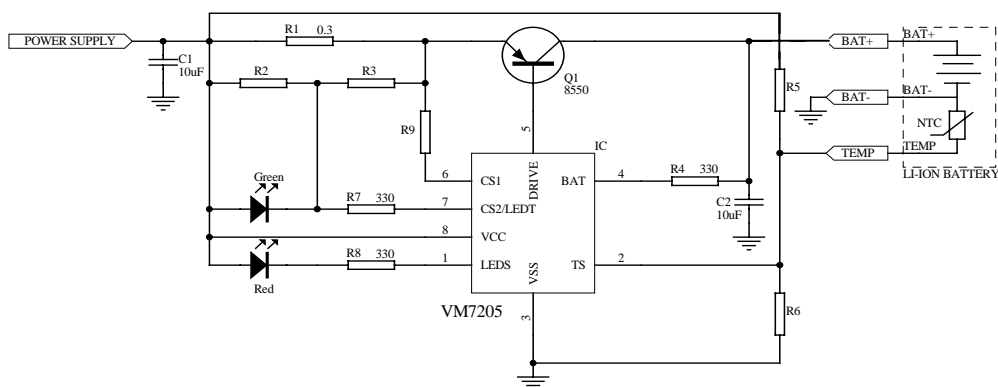 POWER SUPPLY
R1 0.3
C1
10uF
R2
R3
Q1
8550
BAT+
BAT+
R5
BAT-
BAT-
NTC
R9
5
IC
TEMP
TEMP
LI-ION BATTERY
Green
6
CS1
DRIVE
BAT
4
R4 330
R7 330
7
CS2/LEDT
C2
10uF
8
VCC
R8 330
1
LEDS
VSS
TS
2
Red
VM7205
3
R6